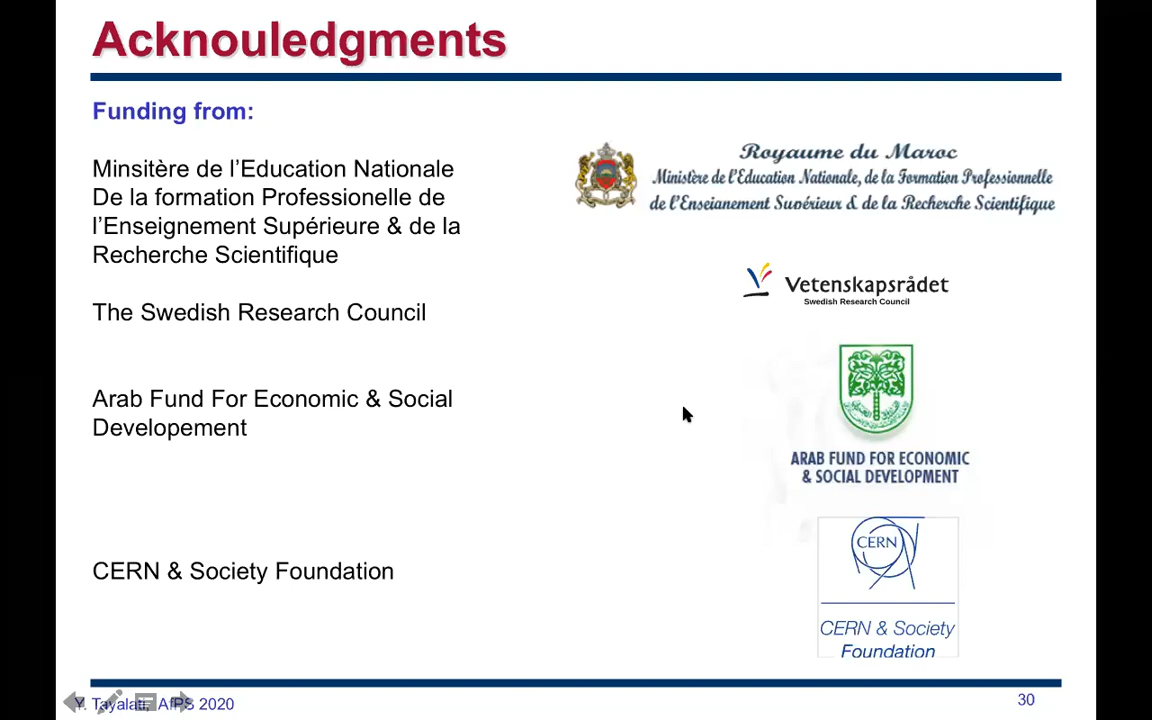 Acknouledgments
Funding from:
Minsitère de l’Education Nationale
De la formation Professionelle de
l’Enseignement Supérieure & de la
Recherche Scientifique
The Swedish Research Council
Arab Fund For Economic & Social
Developement
CERN & Society Foundation
Royaume du Maroc
Ministère de l’Éducation Nationale, de la Formation Professionnelle
de l’Enseignement Supérieur & de la Recherche Scientifique
Vetenskapsrådet
Swedish Research Council
ARAB FUND FOR ECONOMIC
& SOCIAL DEVELOPMENT
CERN
CERN & Society
Foundation
Y. Tayalati, AfPS 2020
30